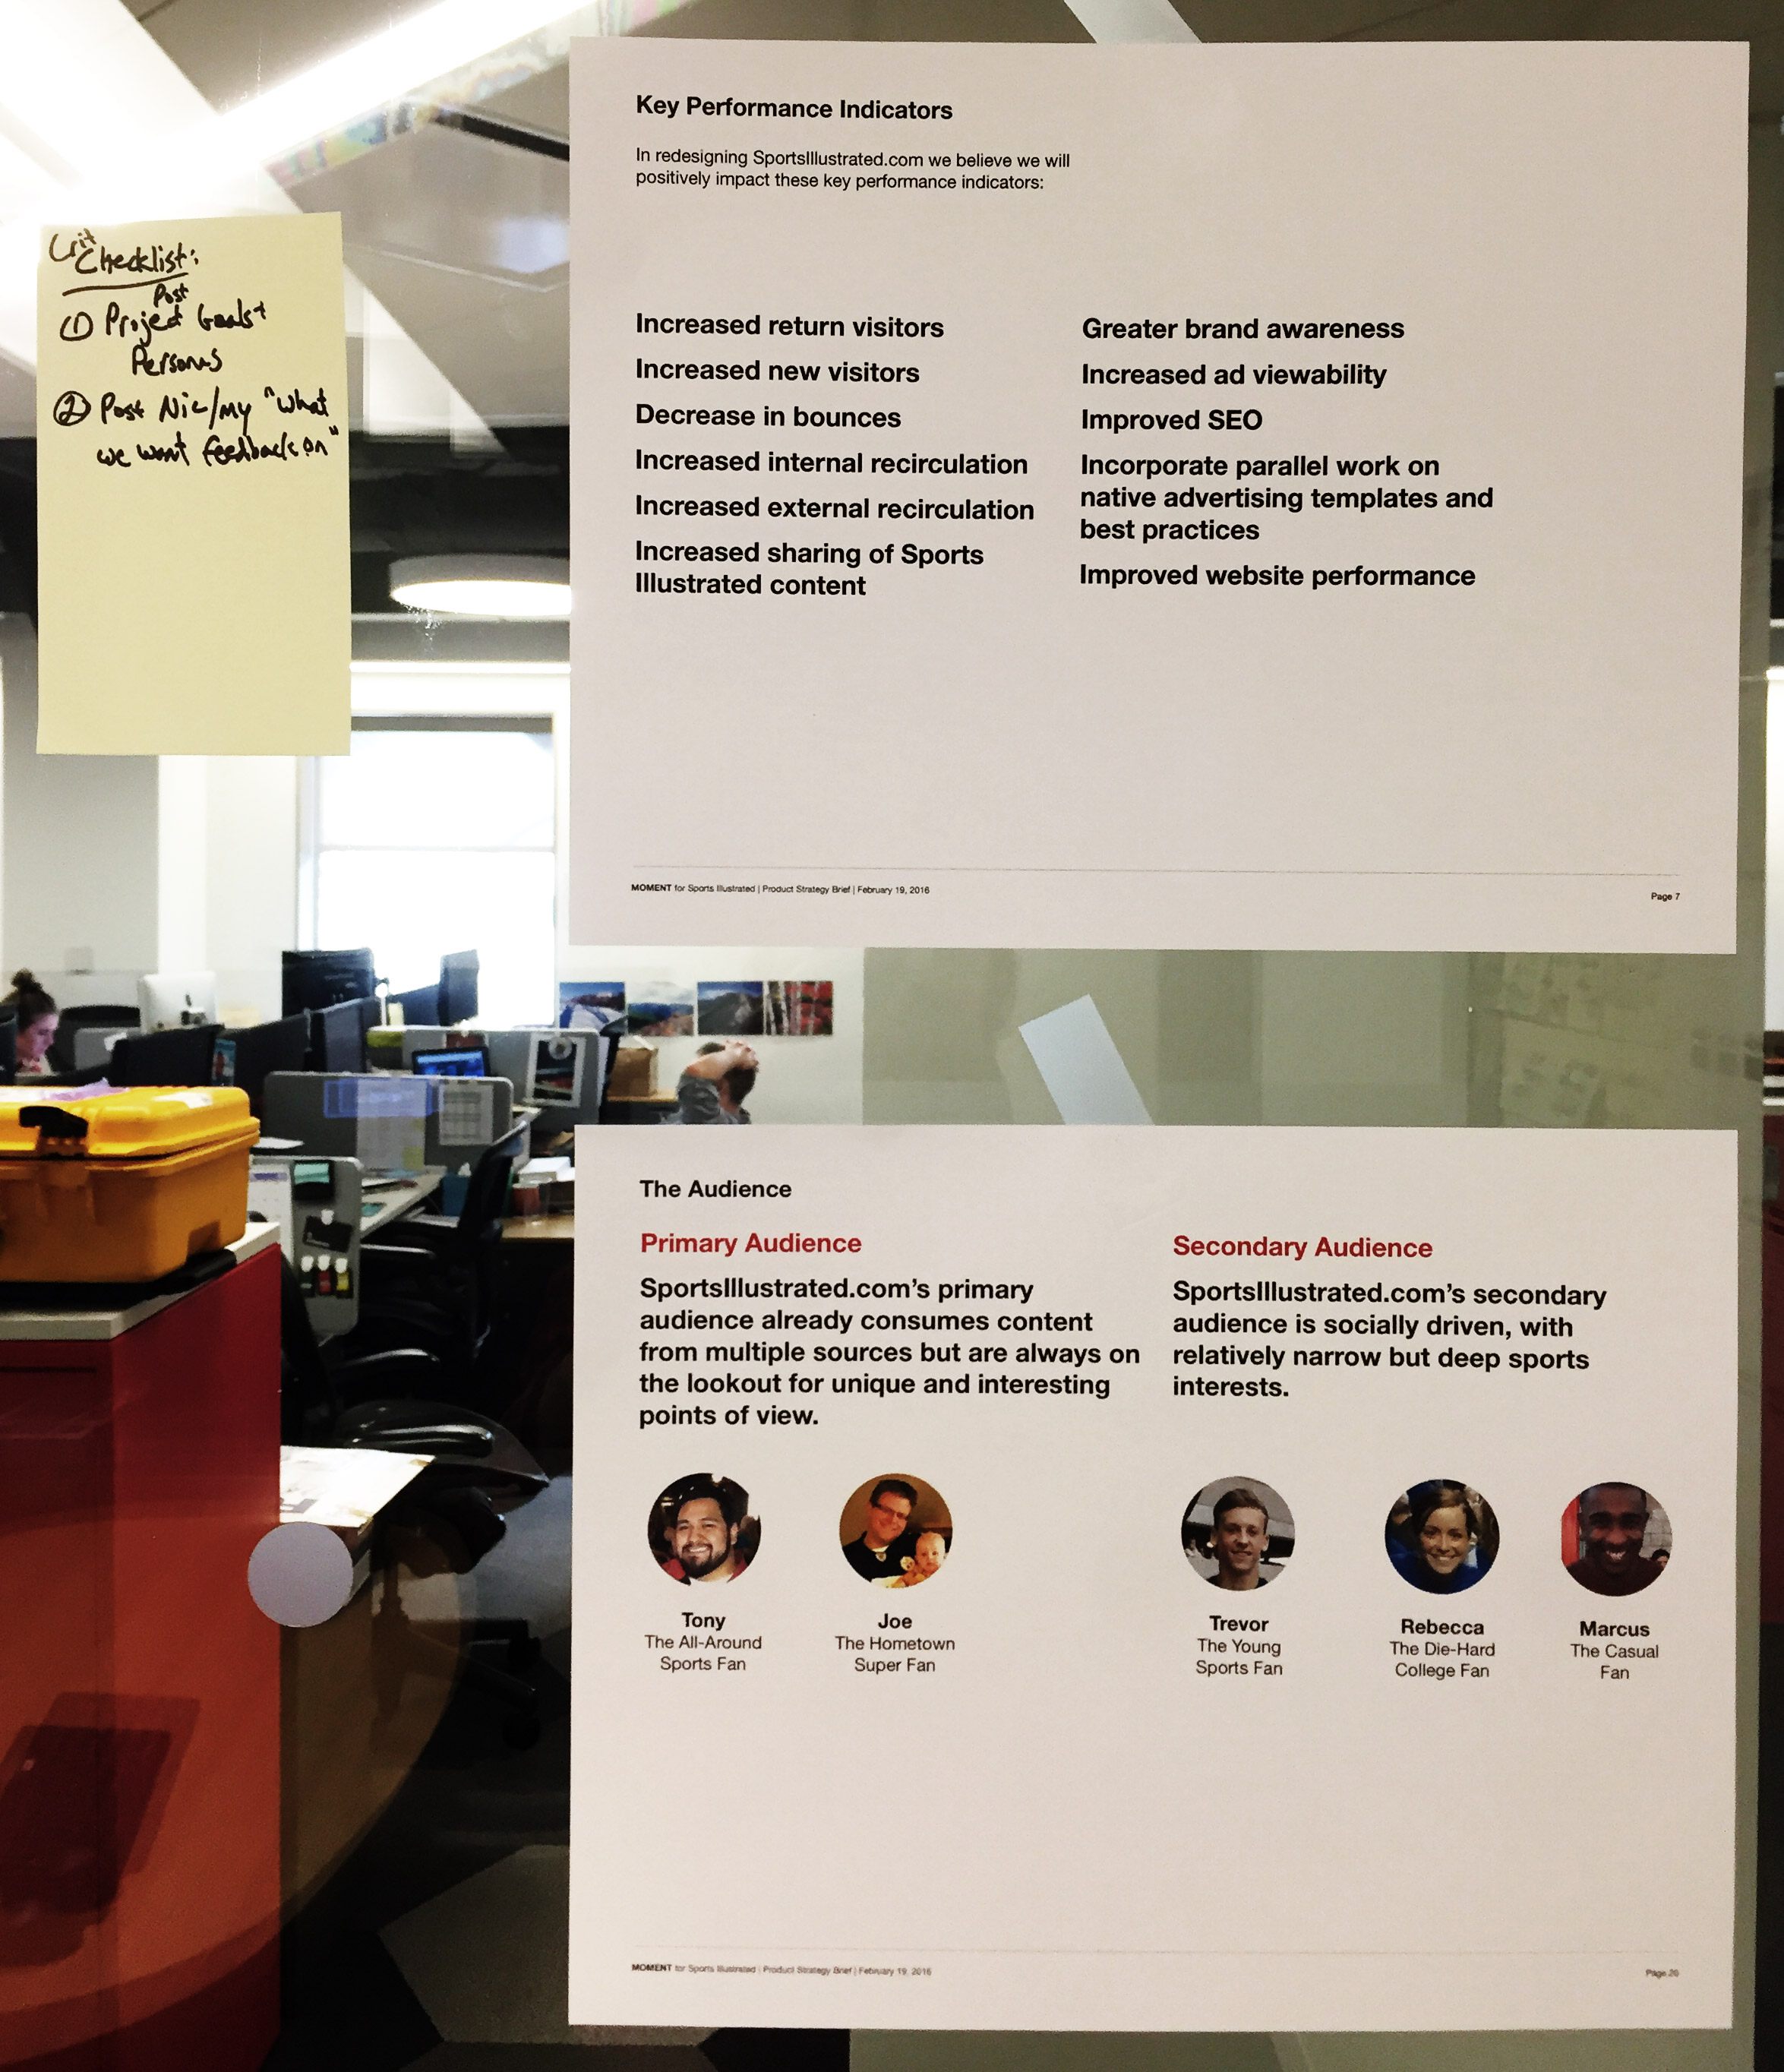 Crit
Checklist:
Post
① Project Goals +
Personas
② Post Nic/my "What
we want feedback on"
Key Performance Indicators
In redesigning SportsIllustrated.com we believe we will
positively impact these key performance indicators:
Increased return visitors
Increased new visitors
Decrease in bounces
Increased internal recirculation
Increased external recirculation
Increased sharing of Sports
Illustrated content
Greater brand awareness
Increased ad viewability
Improved SEO
Incorporate parallel work on
native advertising templates and
best practices
Improved website performance
MOMENT for Sports Illustrated | Product Strategy Brief | February 19, 2016
Page 7
The Audience
Primary Audience
SportsIllustrated.com's primary
audience already consumes content
from multiple sources but are always on
the lookout for unique and interesting
points of view.
Tony
The All-Around
Sports Fan
Joe
The Hometown
Super Fan
Secondary Audience
SportsIllustrated.com's secondary
audience is socially driven, with
relatively narrow but deep sports
interests.
Trevor
The Young
Sports Fan
Rebecca
The Die-Hard
College Fan
Marcus
The Casual
Fan
MOMENT for Sports Illustrated | Product Strategy Brief | February 19, 2016
Page 26